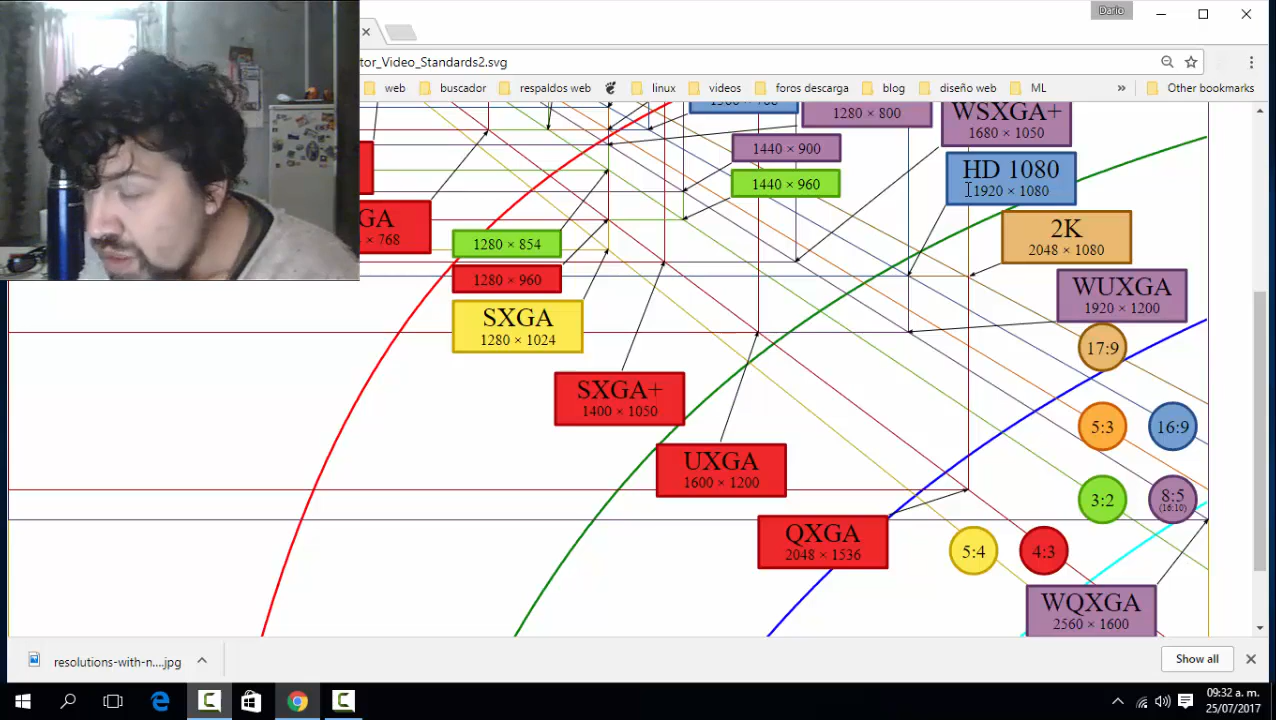 Dario
tor_Video_Standards2.svg
web
buscador
respaldos web
linux
videos
foros descarga
blog
diseño web
ML
»
Other bookmarks
1280 × 800
WSXGA+
1680 × 1050
1440 × 900
HD 1080
1920 × 1080
1440 × 960
GA
× 768
2K
2048 × 1080
1280 × 854
1280 × 960
WUXGA
1920 × 1200
SXGA
1280 × 1024
17:9
SXGA+
1400 × 1050
5:3
16:9
UXGA
1600 × 1200
3:2
8:5
(16:10)
QXGA
2048 × 1536
5:4
4:3
WQXGA
2560 × 1600
resolutions-with-n....jpg
Show all
09:32 a. m.
25/07/2017